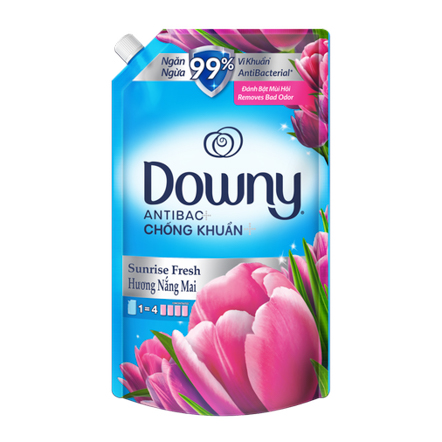 Ngăn Ngừa 99% Vi Khuẩn*
AntiBacterial*
Đánh Bật Mùi Hôi
Removes Bad Odor
Downy
ANTIBAC+
CHỐNG KHUẨN
Sunrise Fresh
Hương Nắng Mai
1=4